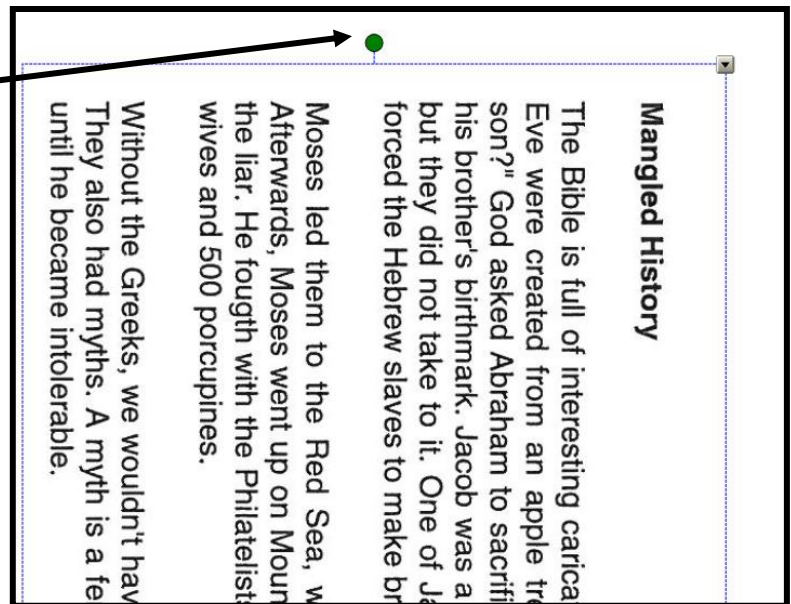 Mangled History
The Bible is full of interesting carica
Eve were created from an apple tre
son?" God asked Abraham to sacrifi
his brother's birthmark. Jacob was a
but they did not take to it. One of Ja
forced the Hebrew slaves to make br
Moses led them to the Red Sea, w
Afterwards, Moses went up on Moun
the liar. He fougth with the Philatelists
wives and 500 porcupines.
Without the Greeks, we wouldn't hav
They also had myths. A myth is a fe
until he became intolerable.